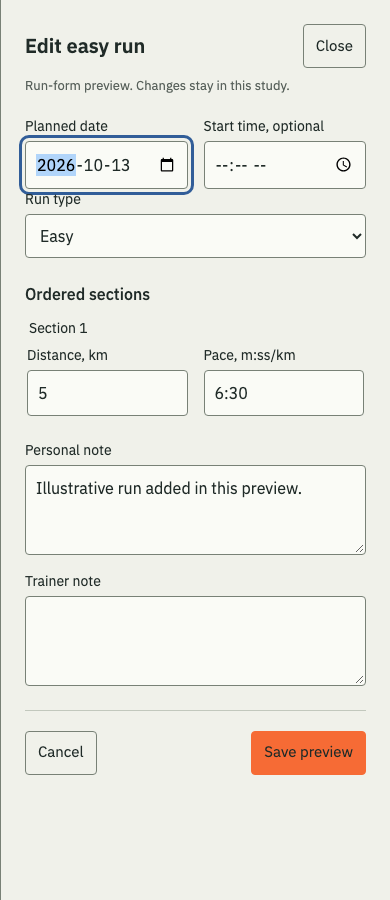 Edit easy run
Close
Run-form preview. Changes stay in this study.
Planned date
Start time, optional
2026-10-13
--:-- --
Run type
Easy
Ordered sections
Section 1
Distance, km
Pace, m:ss/km
5
6:30
Personal note
Illustrative run added in this preview.
Trainer note
Cancel
Save preview